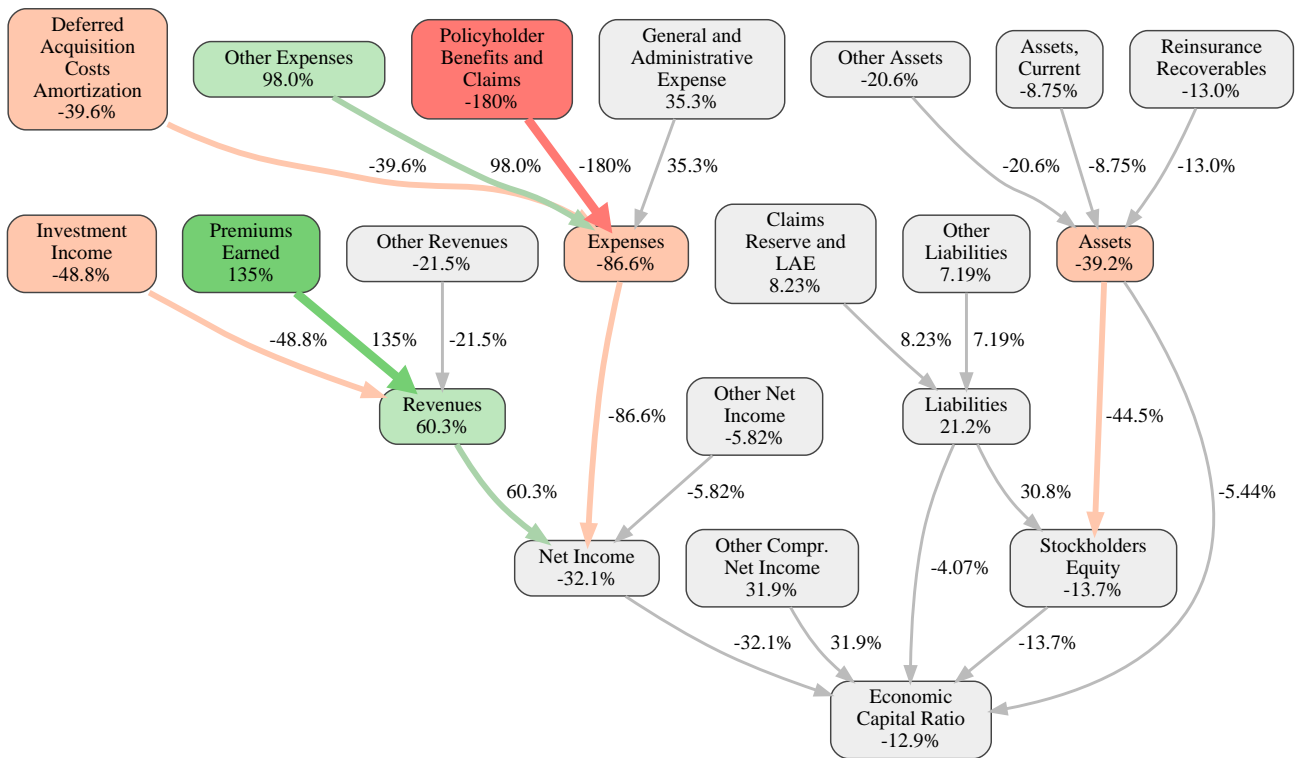 Deferred
Acquisition
Costs
Amortization
-39.6%
Other Expenses
98.0%
Policyholder
Benefits and
Claims
-180%
General and
Administrative
Expense
35.3%
Other Assets
-20.6%
Assets,
Current
-8.75%
Reinsurance
Recoverables
-13.0%
-39.6%
98.0%
-180%
35.3%
-20.6%
-8.75%
-13.0%
Investment
Income
-48.8%
Premiums
Earned
135%
Other Revenues
-21.5%
Expenses
-86.6%
Claims
Reserve and
LAE
8.23%
Other
Liabilities
7.19%
Assets
-39.2%
-48.8%
135%
-21.5%
8.23%
7.19%
Revenues
60.3%
-86.6%
Other Net
Income
-5.82%
Liabilities
21.2%
-44.5%
60.3%
-5.82%
30.8%
-5.44%
Net Income
-32.1%
Other Compr.
Net Income
31.9%
-4.07%
Stockholders
Equity
-13.7%
-32.1%
31.9%
-13.7%
Economic
Capital Ratio
-12.9%